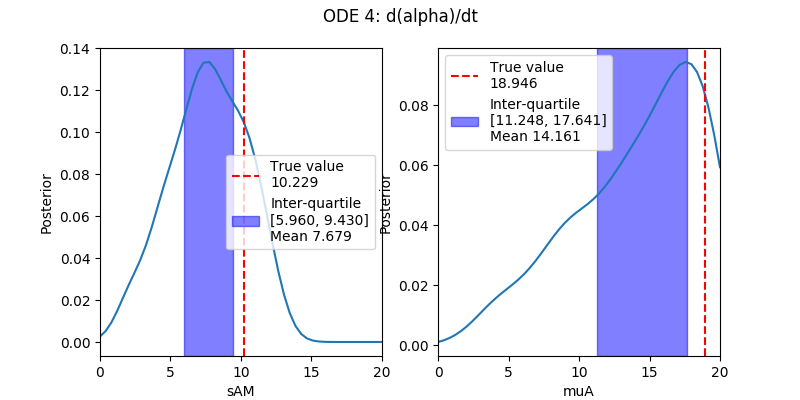 ODE 4: d(alpha)/dt
0.14
0.12
0.10
0.08
0.06
0.04
0.02
0.00
Posterior
True value
10.229
Inter-quartile
[5.960, 9.430]
Mean 7.679
0
5
10
15
20
sAM
0.08
0.06
0.04
0.02
0.00
Posterior
True value
18.946
Inter-quartile
[11.248, 17.641]
Mean 14.161
0
5
10
15
20
muA